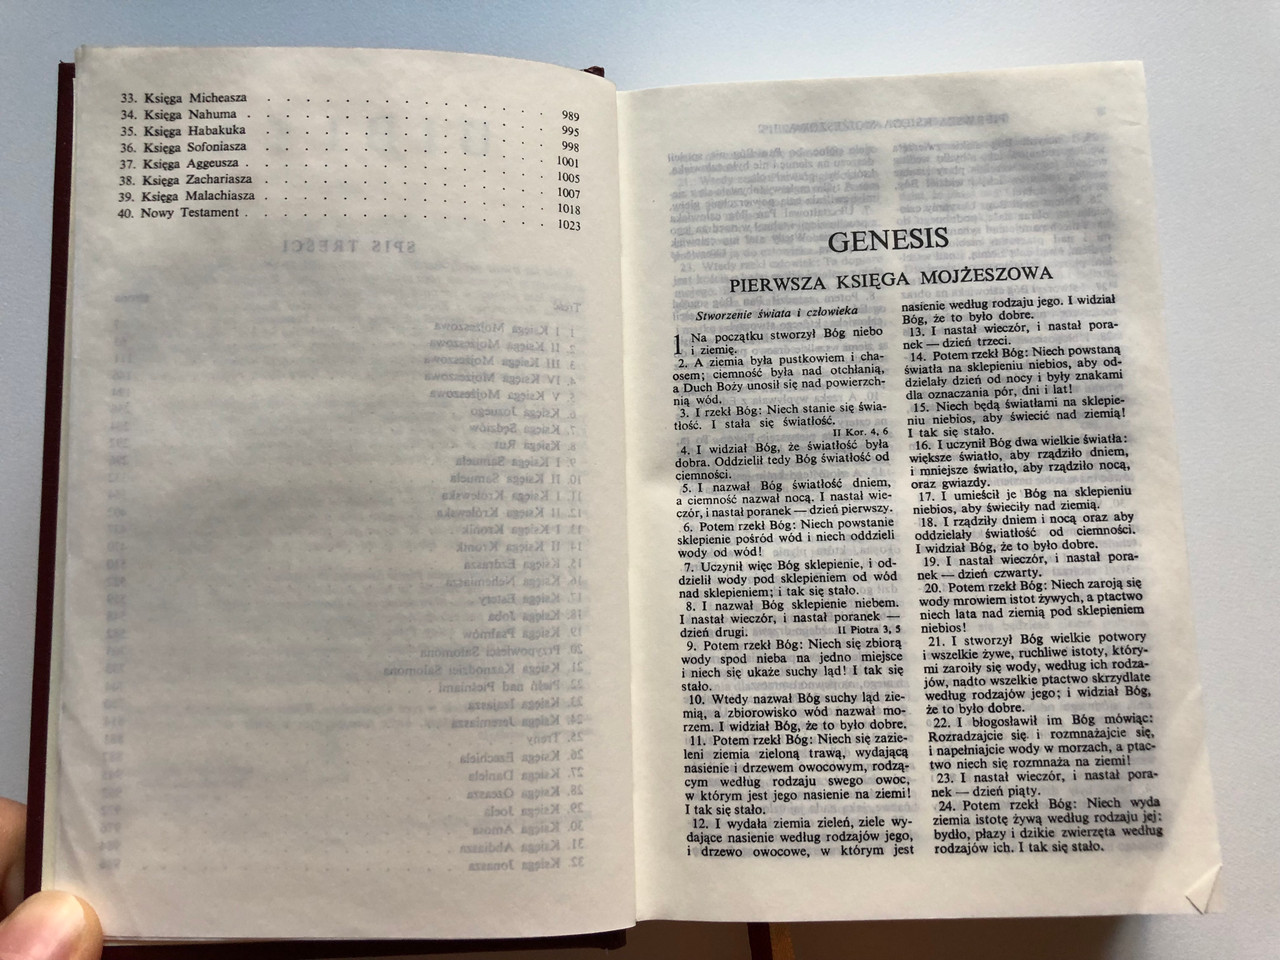 33. Księga Micheasza . . . . . . . . . . . . . 989
34. Księga Nahuma . . . . . . . . . . . . . . 995
35. Księga Habakuka . . . . . . . . . . . . . 998
36. Księga Sofoniasza . . . . . . . . . . . . . 1001
37. Księga Aggeusza . . . . . . . . . . . . . . 1005
38. Księga Zachariasza . . . . . . . . . . . . . 1007
39. Księga Malachiasza . . . . . . . . . . . . . 1018
40. Nowy Testament . . . . . . . . . . . . . . 1023
GENESIS
PIERWSZA KSIĘGA MOJŻESZOWA
Stworzenie świata i człowieka
1 Na początku stworzył Bóg niebo
i ziemię.
2. A ziemia była pustkowiem i cha-
osem; ciemność była nad otchłanią,
a Duch Boży unosił się nad powierzch-
nią wód.
3. I rzekł Bóg: Niech stanie się świa-
tłość. I stała się światłość.
II Kor. 4, 6
4. I widział Bóg, że światłość była
dobra. Oddzielił tedy Bóg światłość od
ciemności.
5. I nazwał Bóg światłość dniem,
a ciemność nazwał nocą. I nastał wie-
czór, i nastał poranek — dzień pierwszy.
6. Potem rzekł Bóg: Niech powstanie
sklepienie pośród wód i niech oddzieli
wody od wód!
7. Uczynił więc Bóg sklepienie, i od-
dzielił wody pod sklepieniem od wód
nad sklepieniem; i tak się stało.
8. I nazwał Bóg sklepienie niebem.
I nastał wieczór, i nastał poranek —
dzień drugi. II Piotra 3, 5
9. Potem rzekł Bóg: Niech się zbiorą
wody spod nieba na jedno miejsce
i niech się ukaże suchy ląd! I tak się
stało.
10. Wtedy nazwał Bóg suchy ląd zie-
mią, a zbiorowisko wód nazwał mo-
rzem. I widział Bóg, że to było dobre.
11. Potem rzekł Bóg: Niech się zazie-
leni ziemia zieloną trawą, wydającą
nasienie i drzewem owocowym, rodzą-
cym według rodzaju swego owoc,
w którym jest jego nasienie na ziemi!
I tak się stało.
12. I wydała ziemia zieleń, ziele wy-
dające nasienie według rodzajów jego,
i drzewo owocowe, w którym jest
nasienie według rodzaju jego. I widział
Bóg, że to było dobre.
13. I nastał wieczór, i nastał pora-
nek — dzień trzeci.
14. Potem rzekł Bóg: Niech powstaną
światła na sklepieniu niebios, aby od-
dzielały dzień od nocy i były znakami
dla oznaczania pór, dni i lat!
15. Niech będą światłami na sklepie-
niu niebios, aby świecić nad ziemią!
I tak się stało.
16. I uczynił Bóg dwa wielkie światła:
większe światło, aby rządziło dniem,
i mniejsze światło, aby rządziło nocą,
oraz gwiazdy.
17. I umieścił je Bóg na sklepieniu
niebios, aby świeciły nad ziemią.
18. I rządziły dniem i nocą oraz aby
oddzielały światłość od ciemności.
I widział Bóg, że to było dobre.
19. I nastał wieczór, i nastał pora-
nek — dzień czwarty.
20. Potem rzekł Bóg: Niech zaroją się
wody mrowiem istot żywych, a ptactwo
niech lata nad ziemią pod sklepieniem
niebios!
21. I stworzył Bóg wielkie potwory
i wszelkie żywe, ruchliwe istoty, który-
mi zaroiły się wody, według ich rodza-
jów, nadto wszelkie ptactwo skrzydlate
według rodzajów jego; i widział Bóg,
że to było dobre.
22. I błogosławił im Bóg mówiąc:
Rozradzajcie się i rozmnażajcie się,
i napełniajcie wody w morzach, a ptac-
two niech się rozmnaża na ziemi!
23. I nastał wieczór, i nastał pora-
nek — dzień piąty.
24. Potem rzekł Bóg: Niech wyda
ziemia istotę żywą według rodzaju jej:
bydło, płazy i dzikie zwierzęta według
rodzajów ich. I tak się stało.